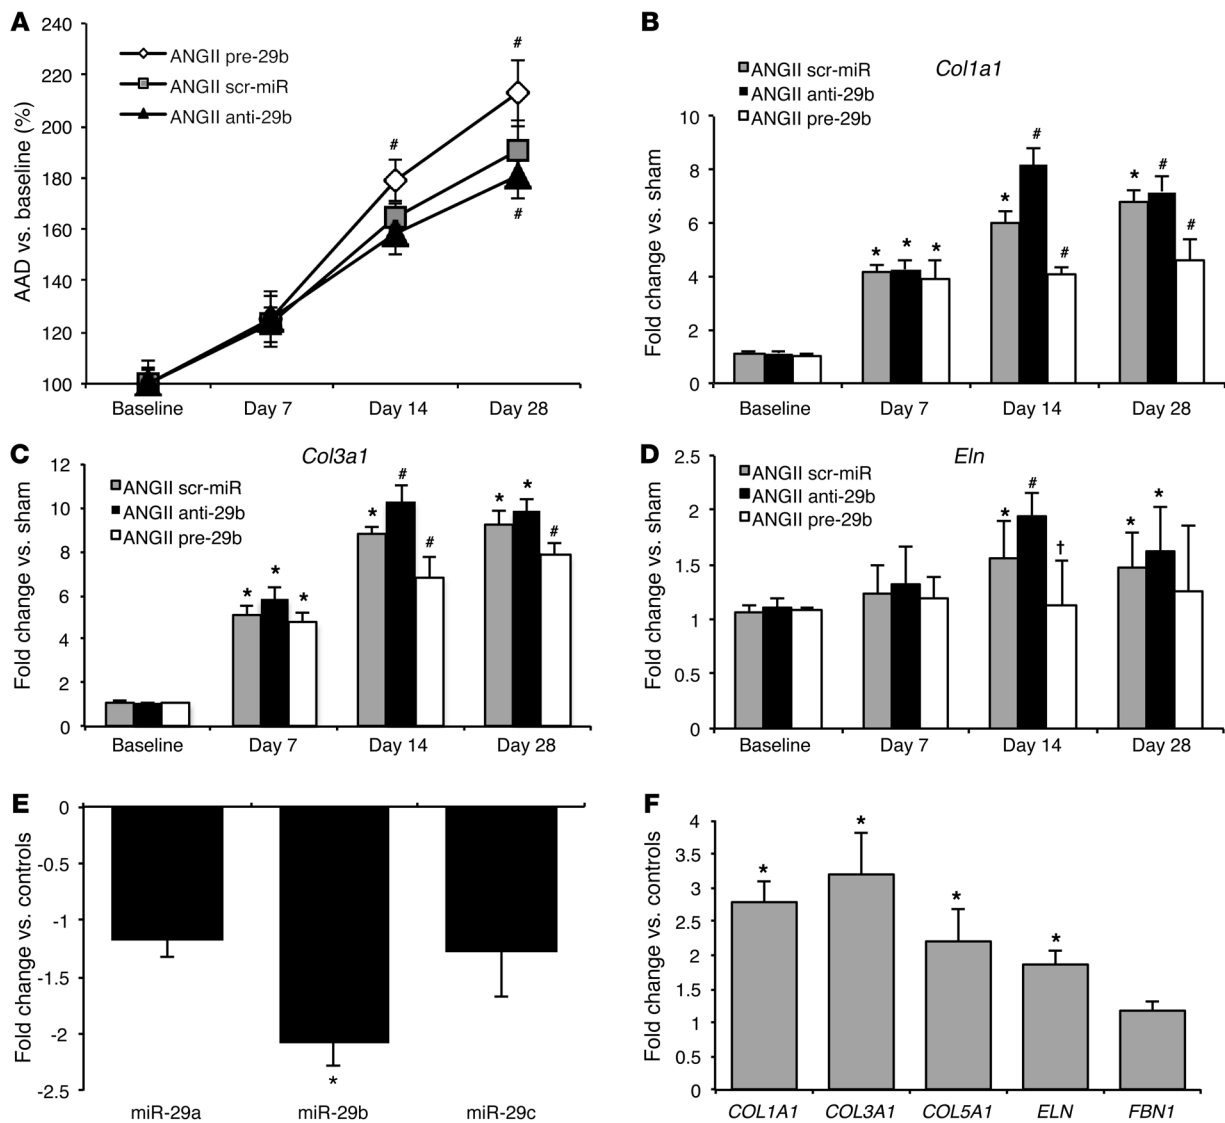 A
AAD vs. baseline (%)
240
220
200
180
160
140
120
100
ANGII pre-29b
ANGII scr-miR
ANGII anti-29b
#
#
#
Baseline Day 7 Day 14 Day 28
B
Col1a1
ANGII scr-miR
ANGII anti-29b
ANGII pre-29b
Fold change vs. sham
10
8
6
4
2
0
* * * * # # * # #
Baseline Day 7 Day 14 Day 28
C
Col3a1
ANGII scr-miR
ANGII anti-29b
ANGII pre-29b
Fold change vs. sham
12
10
8
6
4
2
0
* * * * # # * * #
Baseline Day 7 Day 14 Day 28
D
Eln
ANGII scr-miR
ANGII anti-29b
ANGII pre-29b
Fold change vs. sham
2.5
2
1.5
1
0.5
0
* # † * *
Baseline Day 7 Day 14 Day 28
E
Fold change vs. controls
0
-0.5
-1
-1.5
-2
-2.5
*
miR-29a miR-29b miR-29c
F
Fold change vs. controls
4
3.5
3
2.5
2
1.5
1
0.5
0
* * * *
COL1A1 COL3A1 COL5A1 ELN FBN1